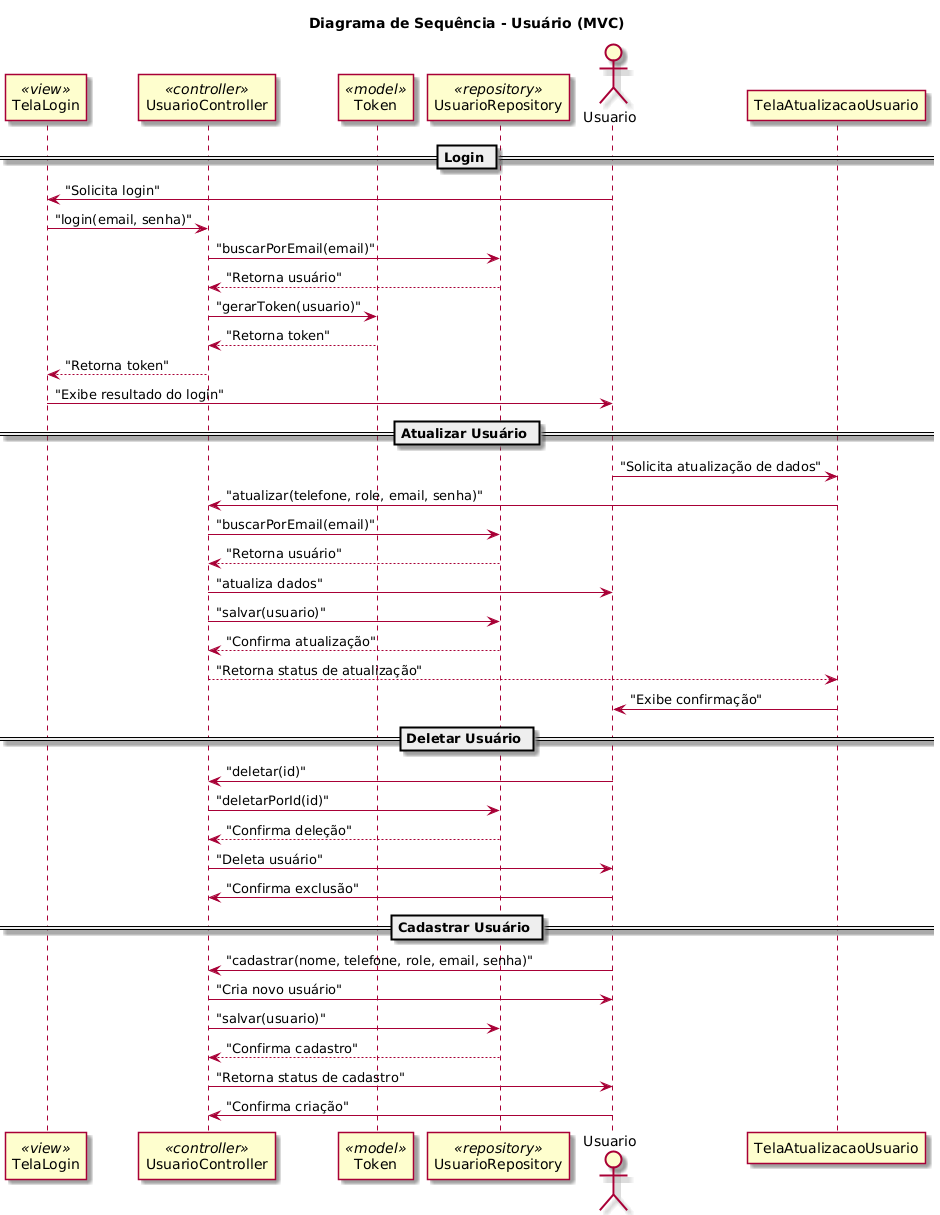 Diagrama de Sequência - Usuário (MVC)
«view»
TelaLogin
«controller»
UsuarioController
«model»
Token
«repository»
UsuarioRepository
Usuario
TelaAtualizacaoUsuario
Login
"Solicita login"
"login(email, senha)"
"buscarPorEmail(email)"
"Retorna usuário"
"gerarToken(usuario)"
"Retorna token"
"Retorna token"
"Exibe resultado do login"
Atualizar Usuário
"Solicita atualização de dados"
"atualizar(telefone, role, email, senha)"
"buscarPorEmail(email)"
"Retorna usuário"
"atualiza dados"
"salvar(usuario)"
"Confirma atualização"
"Retorna status de atualização"
"Exibe confirmação"
Deletar Usuário
"deletar(id)"
"deletarPorId(id)"
"Confirma deleção"
"Deleta usuário"
"Confirma exclusão"
Cadastrar Usuário
"cadastrar(nome, telefone, role, email, senha)"
"Cria novo usuário"
"salvar(usuario)"
"Confirma cadastro"
"Retorna status de cadastro"
"Confirma criação"
«view»
TelaLogin
«controller»
UsuarioController
«model»
Token
«repository»
UsuarioRepository
Usuario
TelaAtualizacaoUsuario